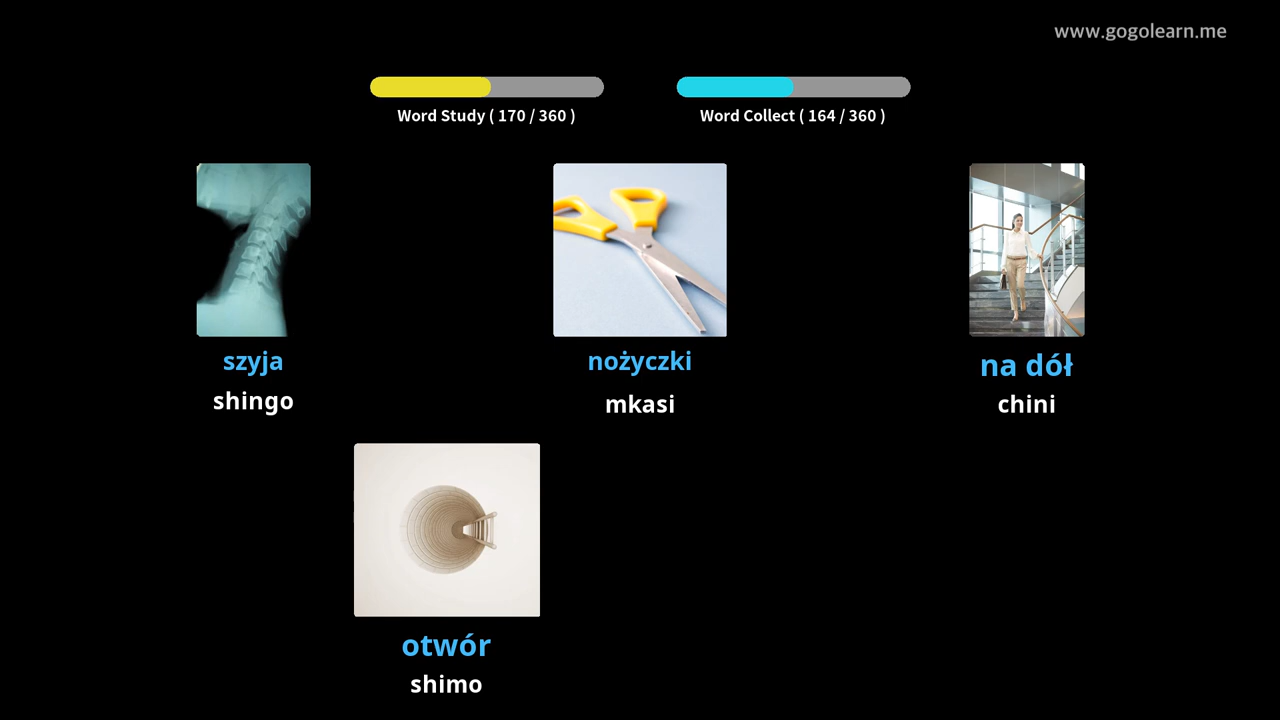 www.gogolearn.me
Word Study ( 170 / 360 )
Word Collect ( 164 / 360 )
szyja
shingo
nożyczki
mkasi
na dół
chini
otwór
shimo